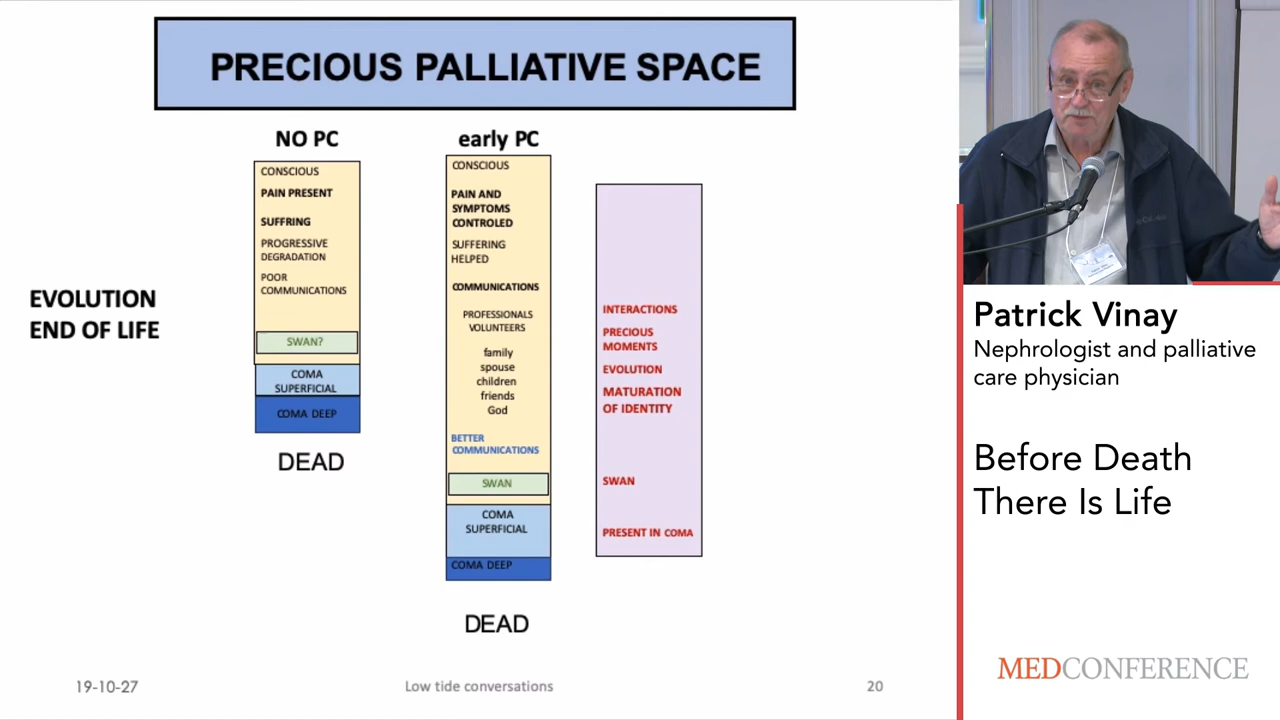 PRECIOUS PALLIATIVE SPACE
EVOLUTION
END OF LIFE
NO PC
CONSCIOUS
PAIN PRESENT
SUFFRING
PROGRESSIVE
DEGRADATION
POOR
COMMUNICATIONS
SWAN?
COMA
SUPERFICIAL
COMA DEEP
DEAD
early PC
CONSCIOUS
PAIN AND
SYMPTOMS
CONTROLED
SUFFERING
HELPED
COMMUNICATIONS
PROFESSIONALS
VOLUNTEERS
family
spouse
children
friends
God
BETTER
COMMUNICATIONS
SWAN
COMA
SUPERFICIAL
COMA DEEP
DEAD
INTERACTIONS
PRECIOUS
MOMENTS
EVOLUTION
MATURATION
OF IDENTITY
SWAN
PRESENT IN COMA
19-10-27
Low tide conversations
20
Patrick Vinay
Nephrologist and palliative
care physician
Before Death
There Is Life
MEDCONFERENCE